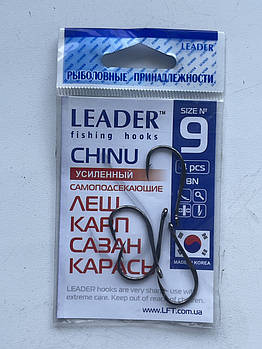 LEADER
РЫБОЛОВНЫЕ ПРИНАДЛЕЖНОСТИ
LEADER™
fishing hooks
SIZE №
9
CHINU
УСИЛЕННЫЙ
pcs
BN
САМОПОДСЕКАЮЩИЕ
ЛЕЩ
КАРП
САЗАН
КАРАСЬ
MADE IN KOREA
LEADER hooks are very sharp, use with
extreme care. Keep out of reach of children.
www.LFT.com.ua